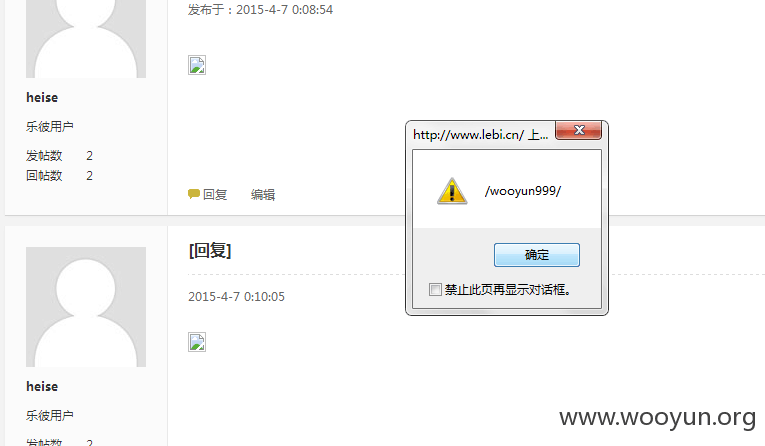 发布于：2015-4-7 0:08:54
heise
乐彼用户
发帖数 2
回帖数 2
回复 编辑
http://www.lebi.cn/ 上...
/wooyun999/
确定
禁止此页再显示对话框。
[回复]
2015-4-7 0:10:05
heise
乐彼用户
发帖数 2
www.wooyun.org